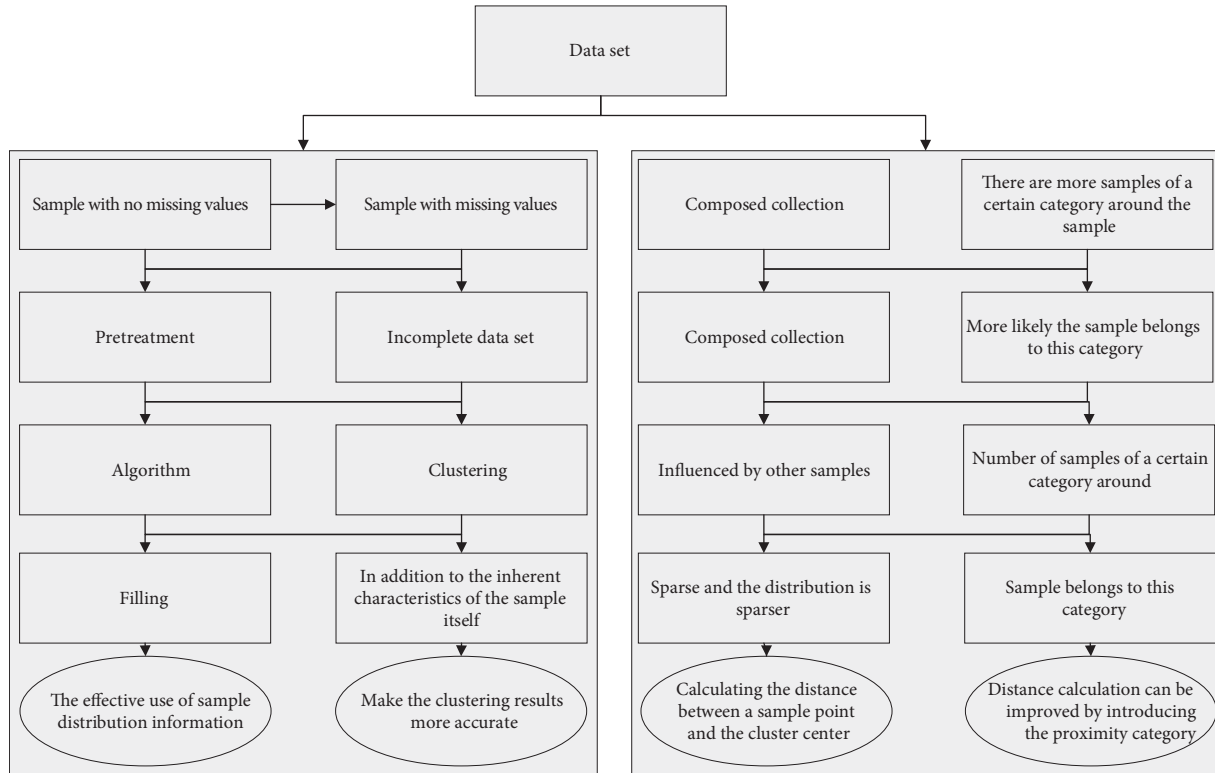 Data set
Sample with no missing values
Sample with missing values
Composed collection
There are more samples of a
certain category around the
sample
Pretreatment
Incomplete data set
Composed collection
More likely the sample belongs
to this category
Algorithm
Clustering
Influenced by other samples
Number of samples of a certain
category around
Filling
In addition to the inherent
characteristics of the sample
itself
Sparse and the distribution is
sparser
Sample belongs to this
category
The effective use of sample
distribution information
Make the clustering results
more accurate
Calculating the distance
between a sample point
and the cluster center
Distance calculation can be
improved by introducing
the proximity category